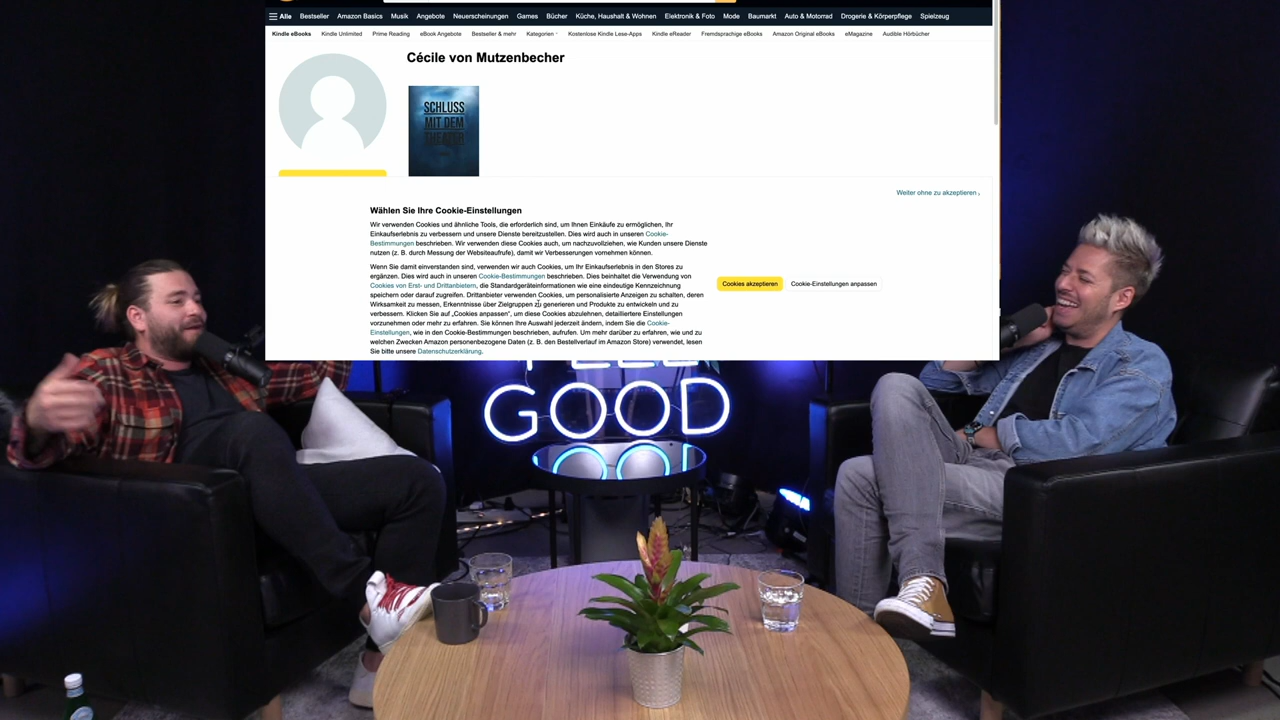 Alle Bestseller Amazon Basics Musik Angebote Neuerscheinungen Games Bücher Küche, Haushalt & Wohnen Elektronik & Foto Mode Baumarkt Auto & Motorrad Drogerie & Körperpflege Spielzeug
Kindle eBooks Kindle Unlimited Prime Reading eBook Angebote Bestseller & mehr Kategorien Kostenlose Kindle Lese-Apps Kindle eReader Fremdsprachige eBooks Amazon Original eBooks eMagazine Audible Hörbücher
Cécile von Mutzenbecher
SCHLUSS
MIT DEM
THEATER
Weiter ohne zu akzeptieren
Wählen Sie Ihre Cookie-Einstellungen
Wir verwenden Cookies und ähnliche Tools, die erforderlich sind, um Ihnen Einkäufe zu ermöglichen, Ihr
Einkaufserlebnis zu verbessern und unsere Dienste bereitzustellen. Dies wird auch in unseren Cookie-
Bestimmungen beschrieben. Wir verwenden diese Cookies auch, um nachzuvollziehen, wie Kunden unsere Dienste
nutzen (z. B. durch Messung der Websiteaufrufe), damit wir Verbesserungen vornehmen können.
Wenn Sie damit einverstanden sind, verwenden wir auch Cookies, um Ihr Einkaufserlebnis in den Stores zu
ergänzen. Dies wird auch in unseren Cookie-Bestimmungen beschrieben. Dies beinhaltet die Verwendung von
Cookies von Erst- und Drittanbietern, die Standardgeräteinformationen wie eine eindeutige Kennzeichnung
speichern oder darauf zugreifen. Drittanbieter verwenden Cookies, um personalisierte Anzeigen zu schalten, deren
Wirksamkeit zu messen, Erkenntnisse über Zielgruppen zu generieren und Produkte zu entwickeln und zu
verbessern. Klicken Sie auf „Cookies anpassen“, um diese Cookies abzulehnen, detailliertere Einstellungen
vorzunehmen oder mehr zu erfahren. Sie können Ihre Auswahl jederzeit ändern, indem Sie die Cookie-
Einstellungen, wie in den Cookie-Bestimmungen beschrieben, aufrufen. Um mehr darüber zu erfahren, wie und zu
welchen Zwecken Amazon personenbezogene Daten (z. B. den Bestellverlauf im Amazon Store) verwendet, lesen
Sie bitte unsere Datenschutzerklärung.
Cookies akzeptieren Cookie-Einstellungen anpassen
GOOD